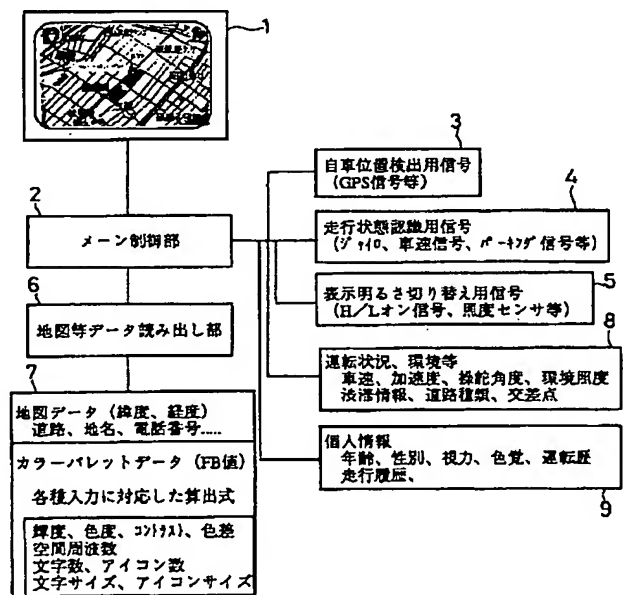 1
3
自車位置検出用信号
(GPS信号等)
4
走行状態認識用信号
(ジャイロ、車速信号、パーキング信号等)
2
メーン制御部
5
表示明るさ切り替え用信号
(H/Lオン信号、照度センサ等)
6
地図等データ読み出し部
8
運転状況、環境等
車速、加速度、操舵角度、環境照度
渋滞情報、道路種類、交差点
7
地図データ(緯度、経度)
道路、地名、電話番号.....
カラーパレットデータ(FB値)
各種入力に対応した算出式
輝度、色度、コントラスト、色差
空間周波数
文字数、アイコン数
文字サイズ、アイコンサイズ
個人情報
年齢、性別、視力、色覚、運転歴
走行履歴、
9